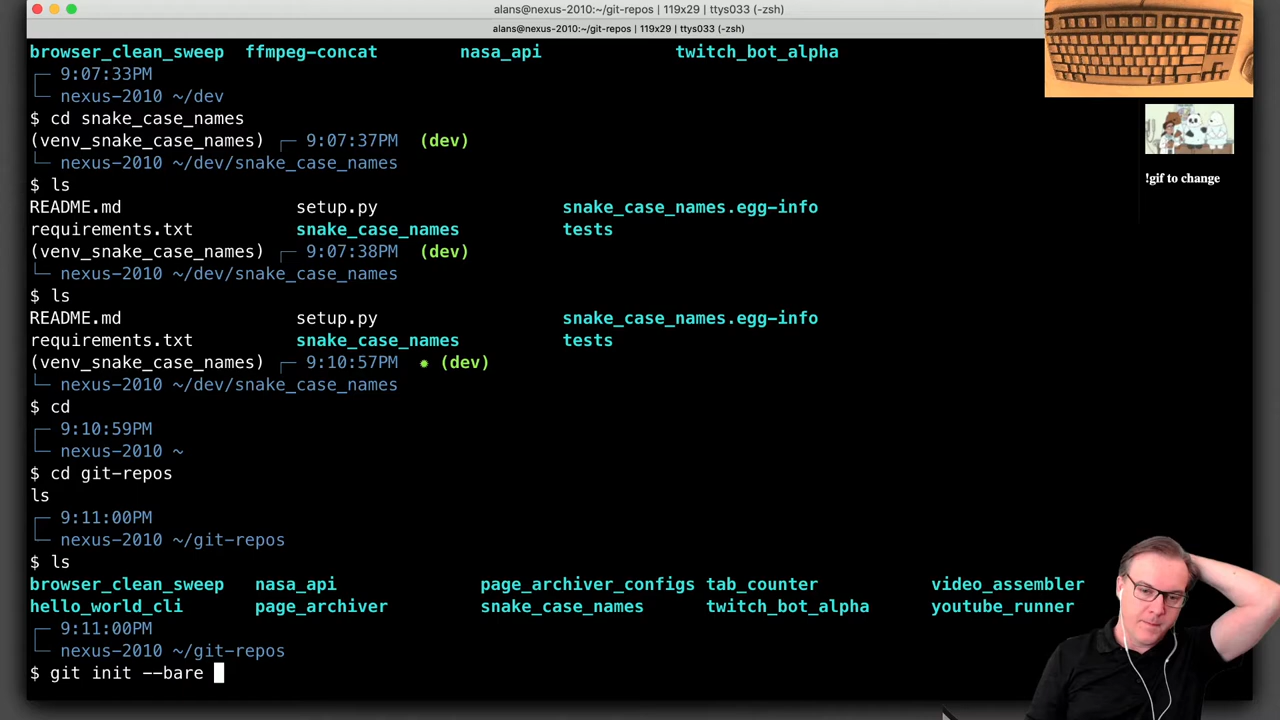 alans@nexus-2010:~/git-repos | 119x29 | ttys033 (-zsh)
alans@nexus-2010:~/git-repos | 119x29 | ttys033 (-zsh)
browser_clean_sweep ffmpeg-concat nasa_api twitch_bot_alpha
┌─ 9:07:33PM
└─ nexus-2010 ~/dev
$ cd snake_case_names
(venv_snake_case_names) ┌─ 9:07:37PM (dev)
└─ nexus-2010 ~/dev/snake_case_names
$ ls
README.md setup.py snake_case_names.egg-info
requirements.txt snake_case_names tests
(venv_snake_case_names) ┌─ 9:07:38PM (dev)
└─ nexus-2010 ~/dev/snake_case_names
$ ls
README.md setup.py snake_case_names.egg-info
requirements.txt snake_case_names tests
(venv_snake_case_names) ┌─ 9:10:57PM ✹ (dev)
└─ nexus-2010 ~/dev/snake_case_names
$ cd
┌─ 9:10:59PM
└─ nexus-2010 ~
$ cd git-repos
ls
┌─ 9:11:00PM
└─ nexus-2010 ~/git-repos
$ ls
browser_clean_sweep nasa_api page_archiver_configs tab_counter video_assembler
hello_world_cli page_archiver snake_case_names twitch_bot_alpha youtube_runner
┌─ 9:11:00PM
└─ nexus-2010 ~/git-repos
$ git init --bare
!gif to change